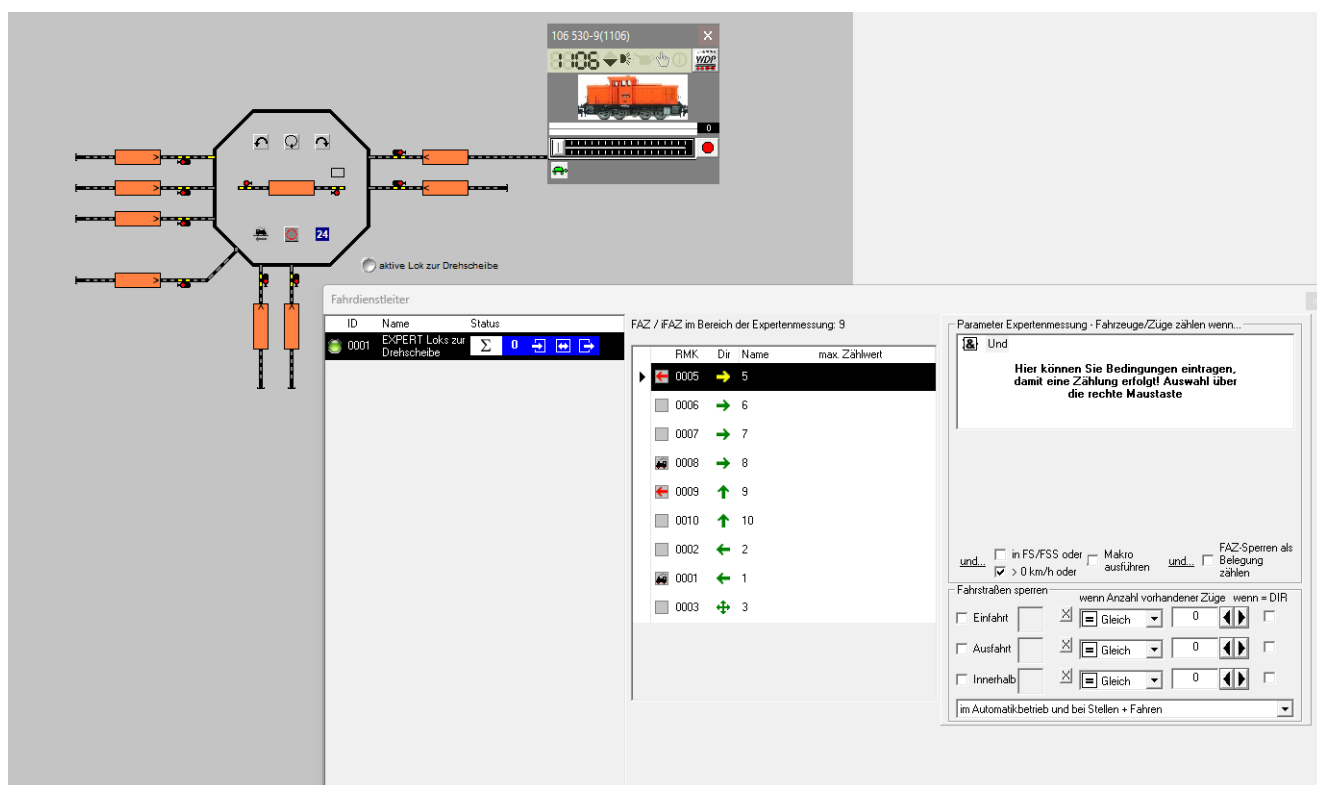 106 530-9(1106)
1106
WDP
0
24
aktive Lok zur Drehscheibe
Fahrdienstleiter
ID Name Status
0001 EXPERT Loks zur Drehscheibe Σ 0
FAZ / iFAZ im Bereich der Expertenmessung: 9
RMK Dir Name max. Zählwert
0005 5
0006 6
0007 7
0008 8
0009 9
0010 10
0002 2
0001 1
0003 3
Parameter Expertenmessung - Fahrzeuge/Züge zählen wenn...
& Und
Hier können Sie Bedingungen eintragen,
damit eine Zählung erfolgt! Auswahl über
die rechte Maustaste
und... in FS/FSS oder
> 0 km/h oder
Makro
ausführen
und... FAZ-Sperren als
Belegung
zählen
Fahrstraßen sperren
wenn Anzahl vorhandener Züge wenn = DIR
Einfahrt X = Gleich 0
Ausfahrt X = Gleich 0
Innerhalb X = Gleich 0
im Automatikbetrieb und bei Stellen + Fahren